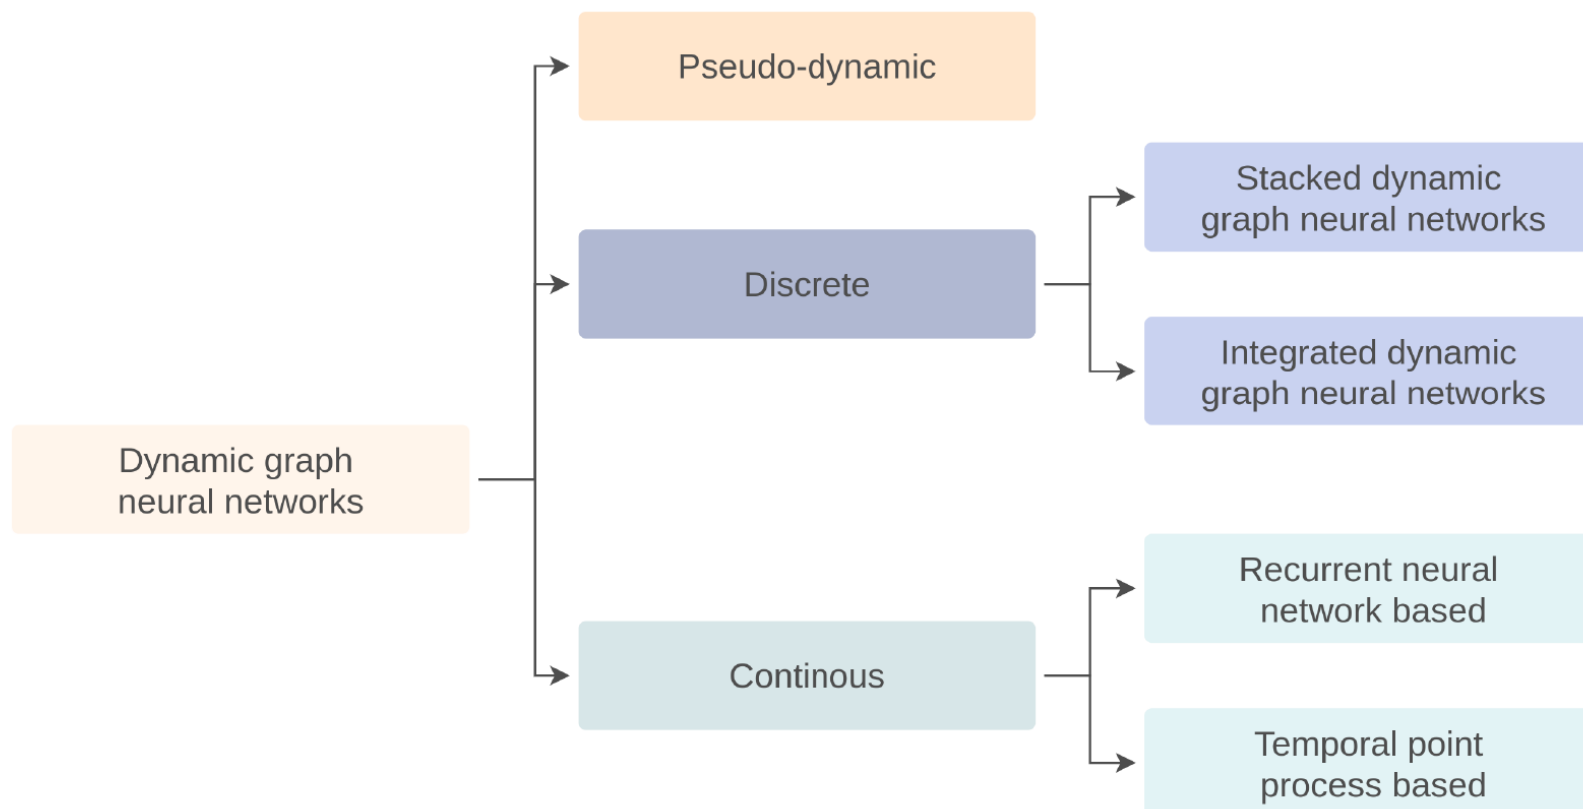 Pseudo-dynamic
Stacked dynamic
graph neural networks
Discrete
Integrated dynamic
graph neural networks
Dynamic graph
neural networks
Recurrent neural
network based
Continous
Temporal point
process based